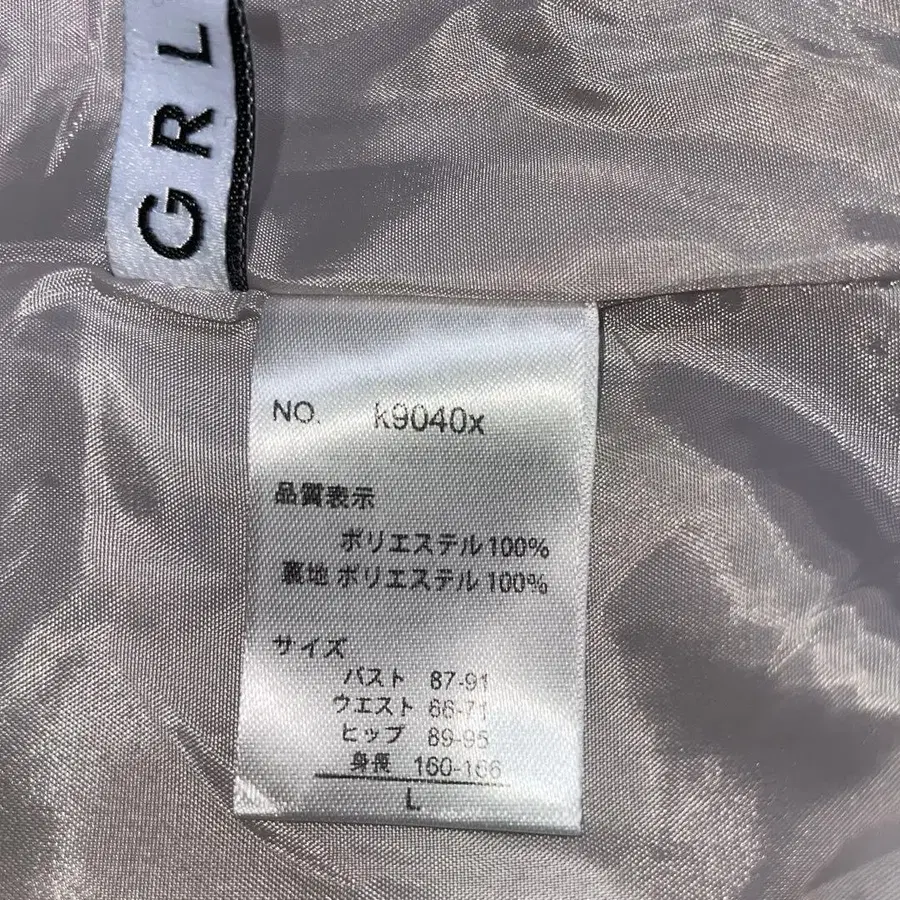 GRL
NO. k9040x
品質表示
ポリエステル100%
裏地 ポリエステル100%
サイズ
バスト 87-91
ウエスト 66-71
ヒップ 89-95
身長 160-166
L